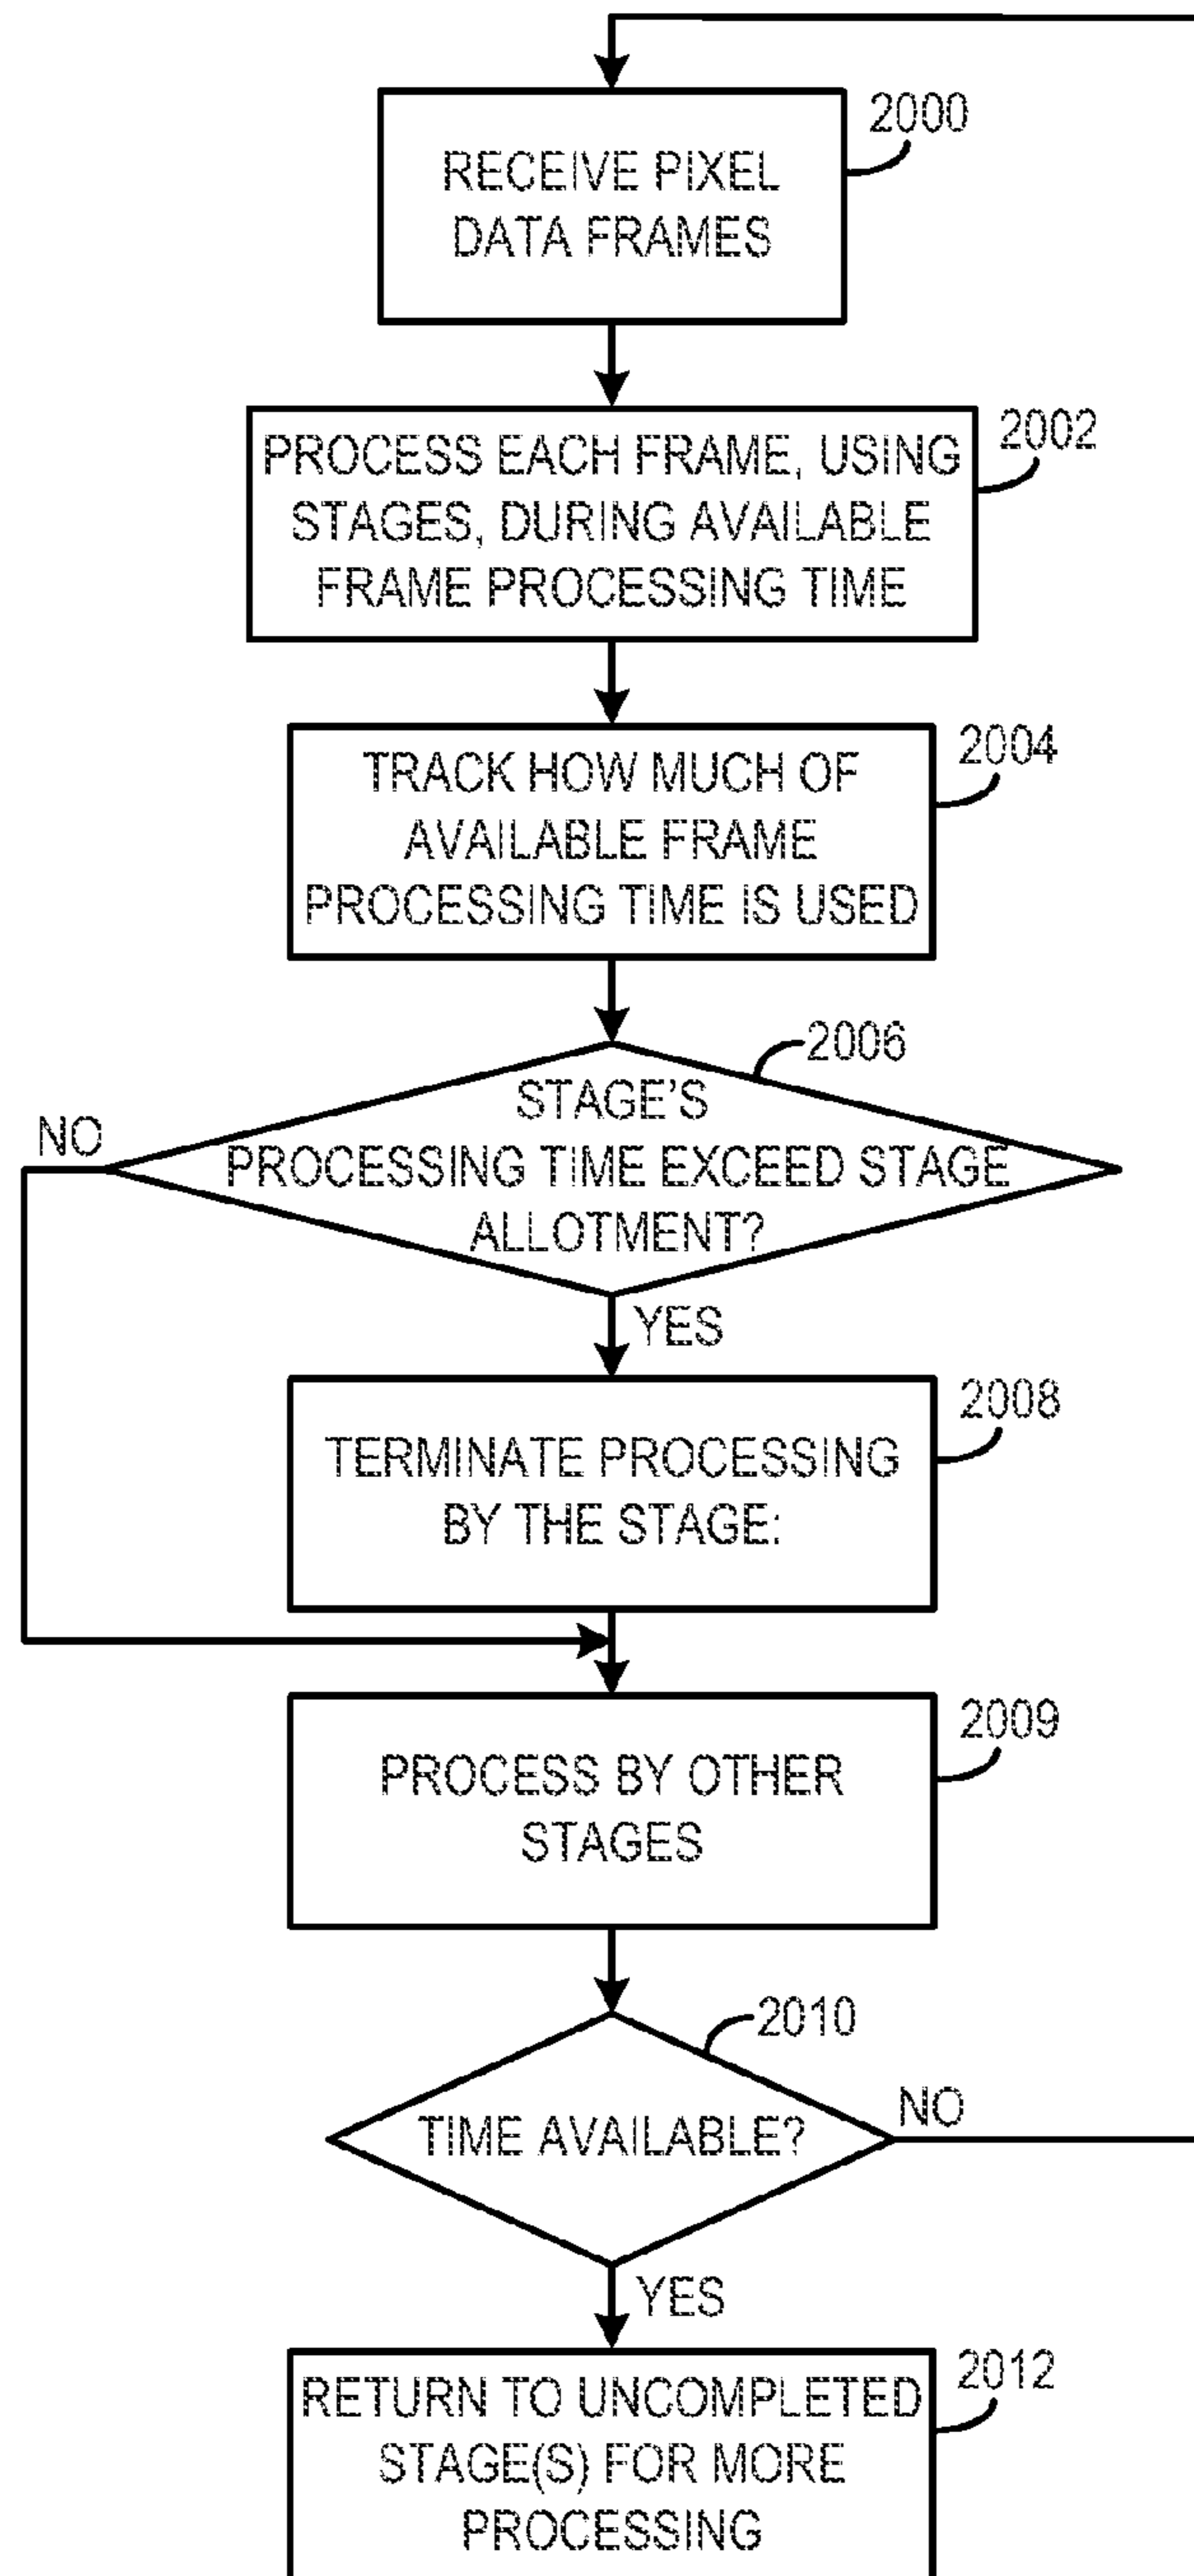 2000
RECEIVE PIXEL
DATA FRAMES
2002
PROCESS EACH FRAME, USING
STAGES, DURING AVAILABLE
FRAME PROCESSING TIME
2004
TRACK HOW MUCH OF
AVAILABLE FRAME
PROCESSING TIME IS USED
2006
STAGE'S
PROCESSING TIME EXCEED STAGE
ALLOTMENT?
NO
YES
2008
TERMINATE PROCESSING
BY THE STAGE:
2009
PROCESS BY OTHER
STAGES
2010
TIME AVAILABLE?
NO
YES
2012
RETURN TO UNCOMPLETED
STAGE(S) FOR MORE
PROCESSING